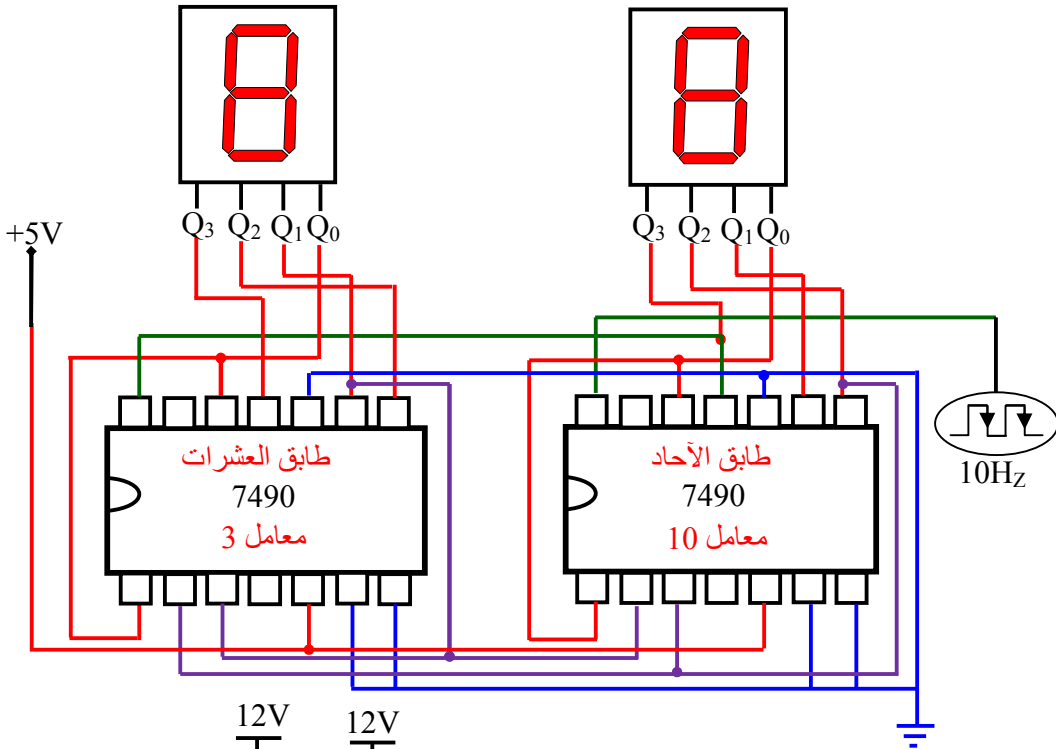 Q3 Q2 Q1 Q0
Q3 Q2 Q1 Q0
+5V
طابق العشرات
7490
معامل 3
طابق الآحاد
7490
معامل 10
10HZ
12V
12V